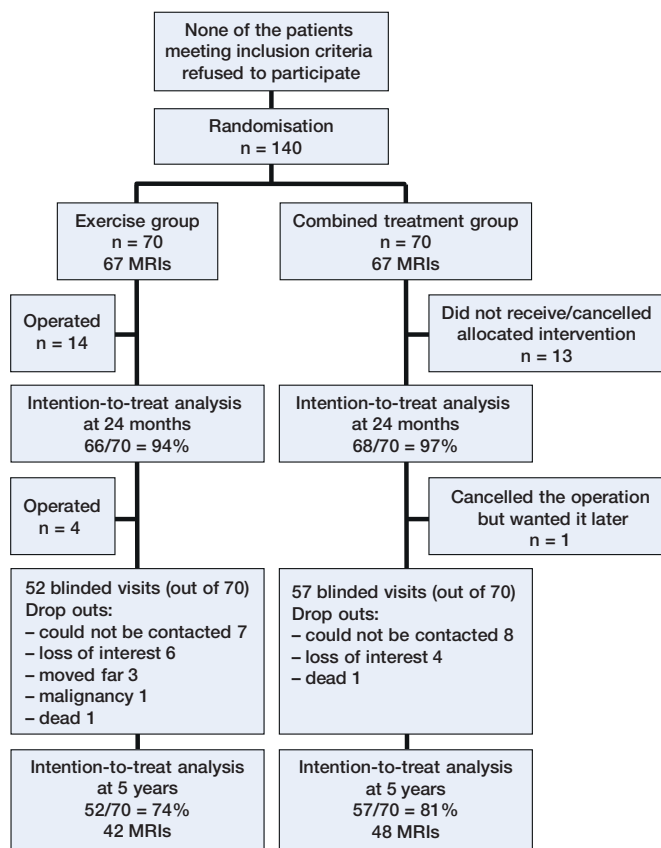 None of the patients
meeting inclusion criteria
refused to participate
Randomisation
n = 140
Exercise group
n = 70
67 MRIs
Combined treatment group
n = 70
67 MRIs
Operated
n = 14
Did not receive/cancelled
allocated intervention
n = 13
Intention-to-treat analysis
at 24 months
66/70 = 94%
Intention-to-treat analysis
at 24 months
68/70 = 97%
Operated
n = 4
Cancelled the operation
but wanted it later
n = 1
52 blinded visits (out of 70)
Drop outs:
– could not be contacted 7
– loss of interest 6
– moved far 3
– malignancy 1
– dead 1
57 blinded visits (out of 70)
Drop outs:
– could not be contacted 8
– loss of interest 4
– dead 1
Intention-to-treat analysis
at 5 years
52/70 = 74%
42 MRIs
Intention-to-treat analysis
at 5 years
57/70 = 81%
48 MRIs